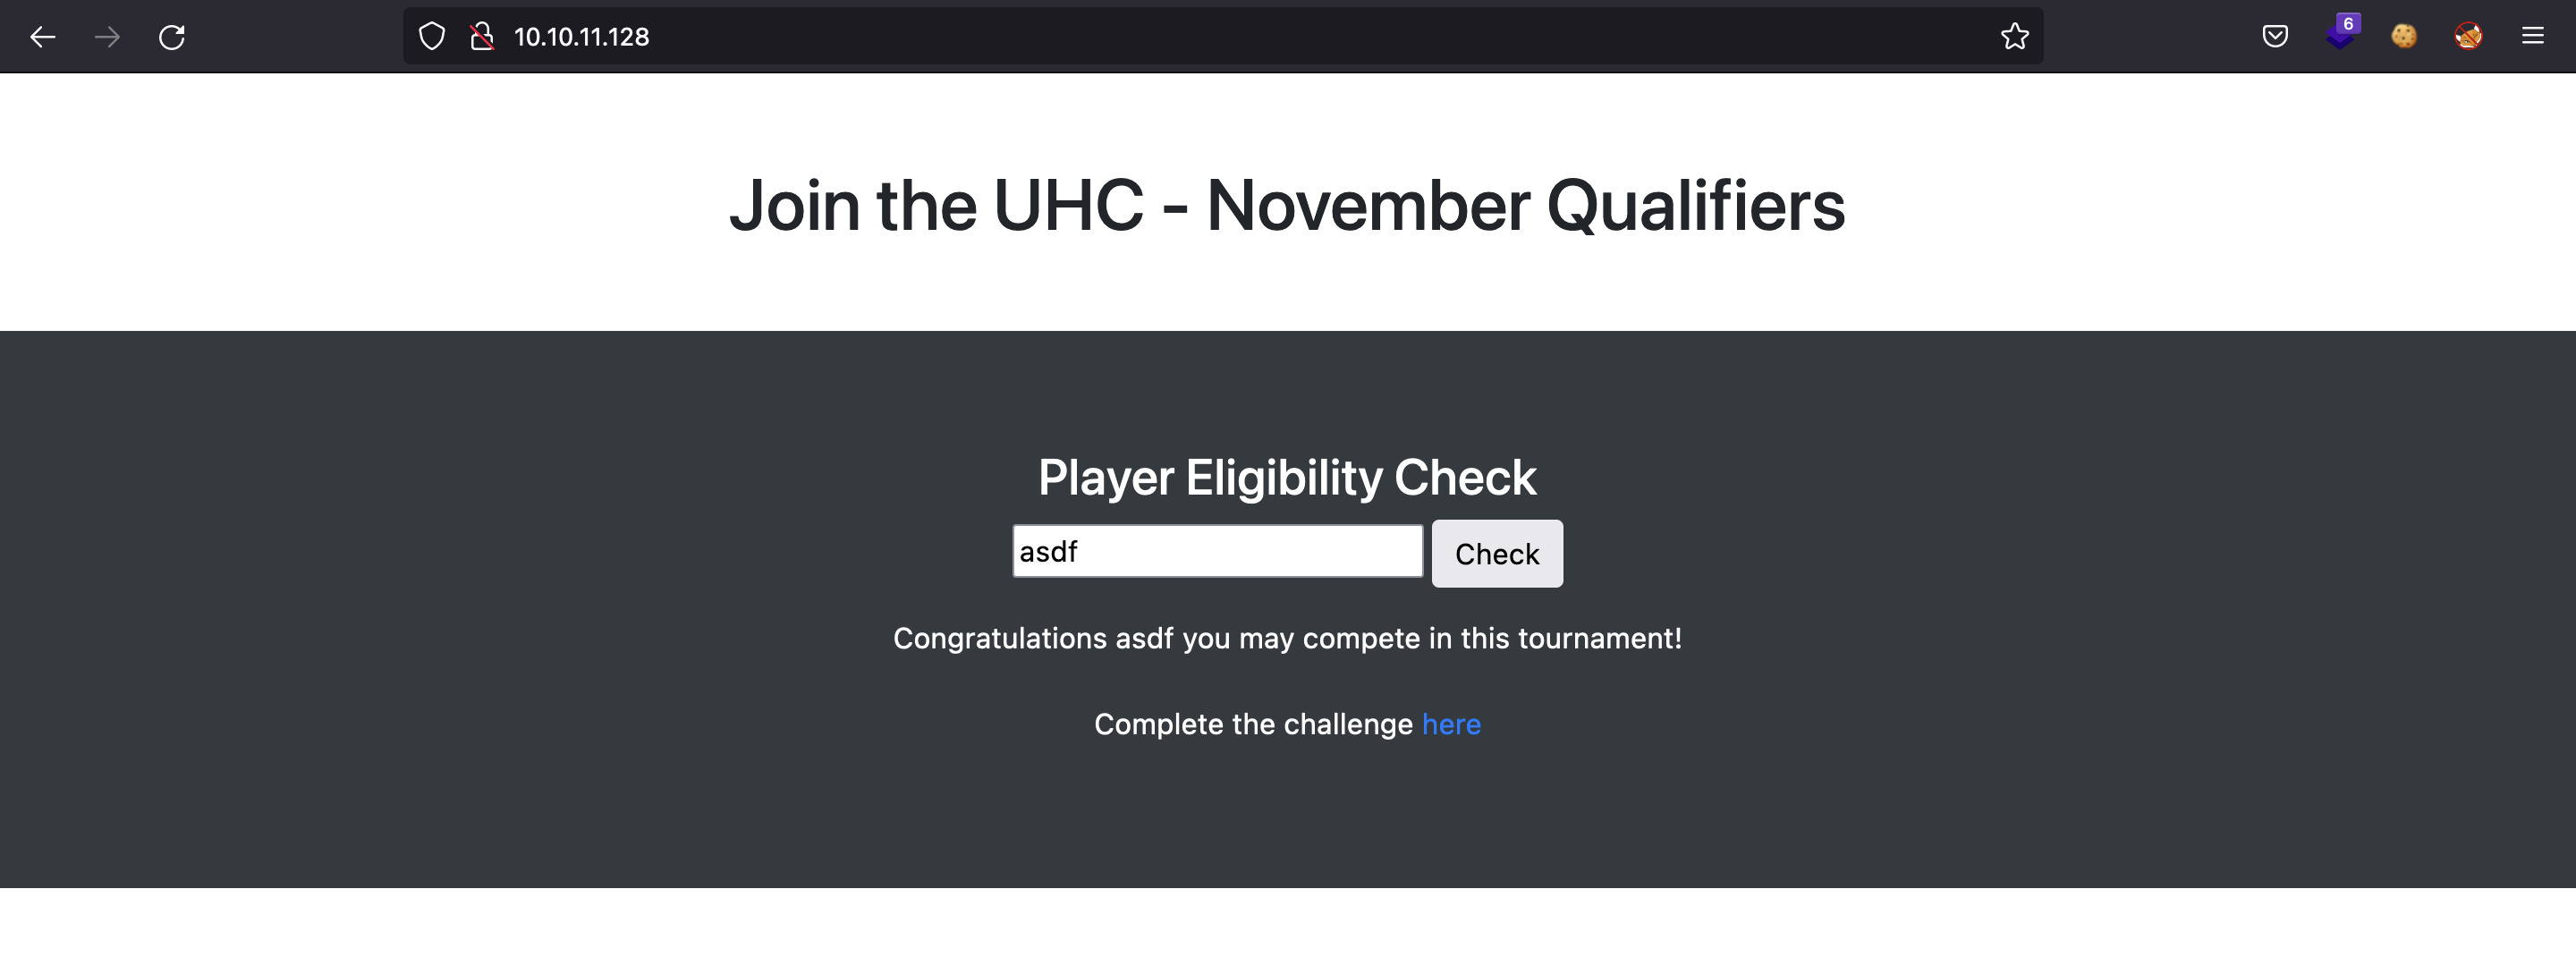 10.10.11.128
6
Join the UHC - November Qualifiers
Player Eligibility Check
asdf
Check
Congratulations asdf you may compete in this tournament!
Complete the challenge here